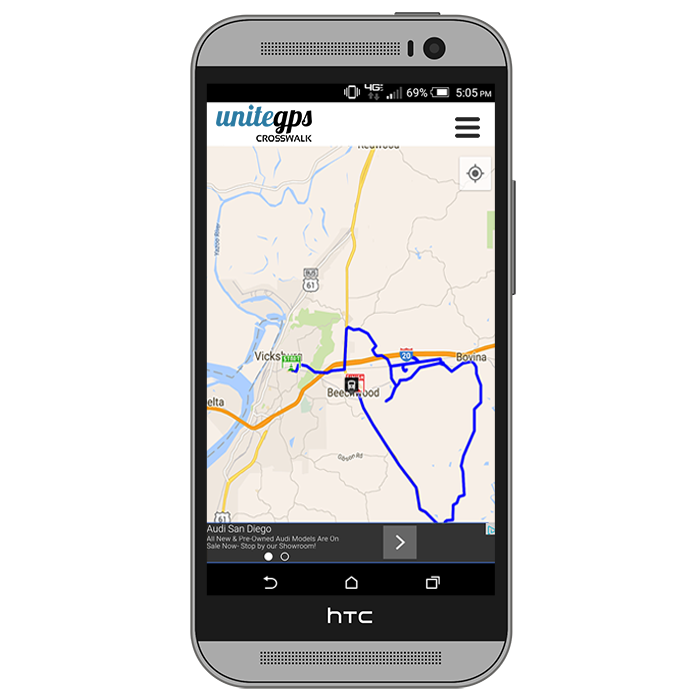 4G
69%
5:05 PM
unitegps
CROSSWALK
Redwood
Yazoo River
BUS
61
Vicksburg
START
20
Bovina
Beechwood
elta
Gibson Rd
61
Audi San Diego
All New & Pre-Owned Audi Models Are On
Sale Now- Stop by our Showroom!
hTC